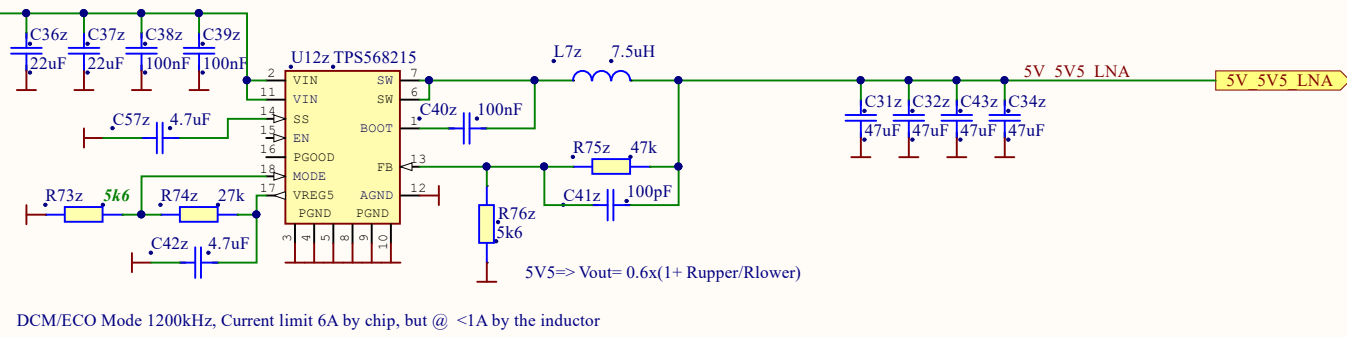 C36z C37z C38z C39z
22uF 22uF 100nF 100nF
U12z TPS568215
L7z 7.5uH
2 VIN SW 7
11 VIN SW 6
14 SS
15 EN BOOT 1
16 PGOOD
18 MODE FB 13
17 VREG5 AGND 12
PGND PGND
3 4 5 8 9 10
C57z 4.7uF
C40z 100nF
R73z 5k6 R74z 27k
C42z 4.7uF
R75z 47k
C41z 100pF
R76z
5k6
5V_5V5_LNA
5V_5V5_LNA
C31z C32z C43z C34z
47uF 47uF 47uF 47uF
5V5=> Vout= 0.6x(1+ Rupper/Rlower)
DCM/ECO Mode 1200kHz, Current limit 6A by chip, but @ <1A by the inductor